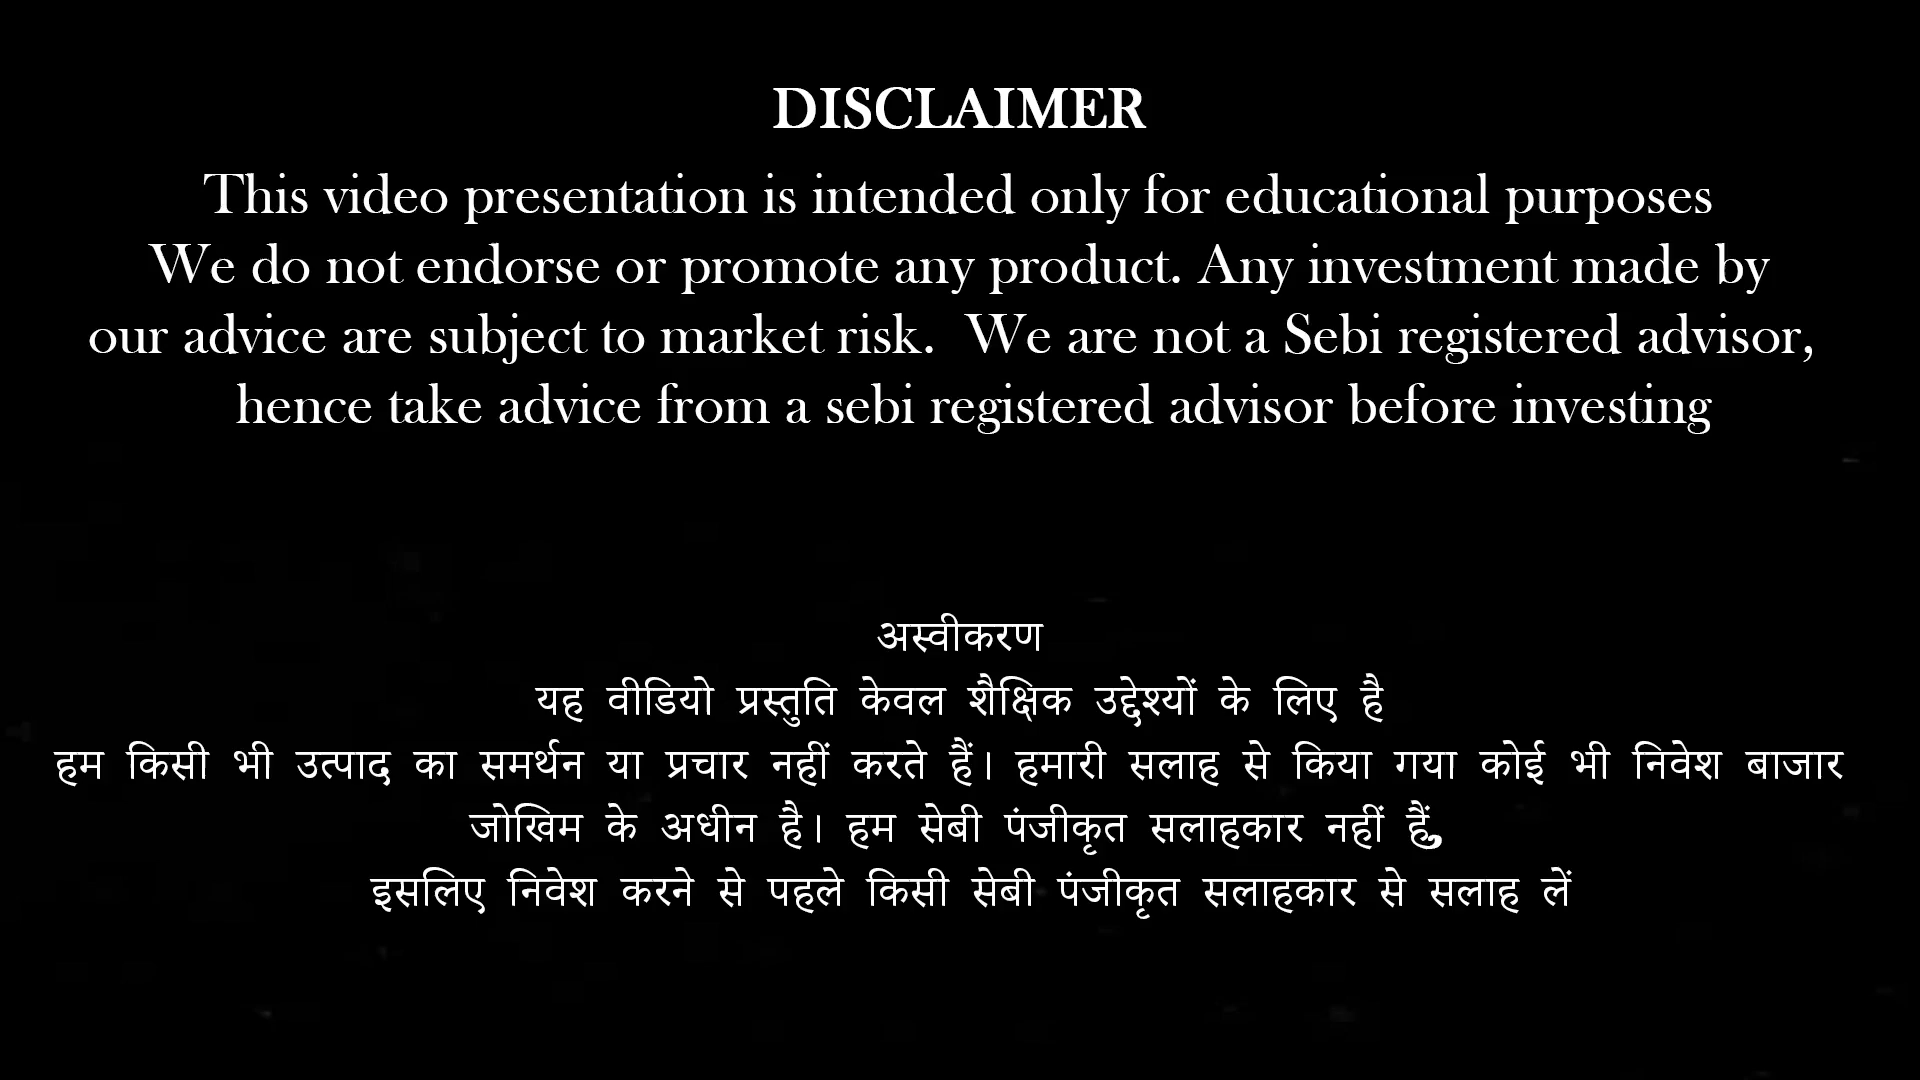 DISCLAIMER
This video presentation is intended only for educational purposes
We do not endorse or promote any product. Any investment made by
our advice are subject to market risk.  We are not a Sebi registered advisor,
hence take advice from a sebi registered advisor before investing
अस्वीकरण
यह वीडियो प्रस्तुति केवल शैक्षिक उद्देश्यों के लिए है
हम किसी भी उत्पाद का समर्थन या प्रचार नहीं करते हैं। हमारी सलाह से किया गया कोई भी निवेश बाजार
जोखिम के अधीन है। हम सेबी पंजीकृत सलाहकार नहीं हैं,
इसलिए निवेश करने से पहले किसी सेबी पंजीकृत सलाहकार से सलाह लें